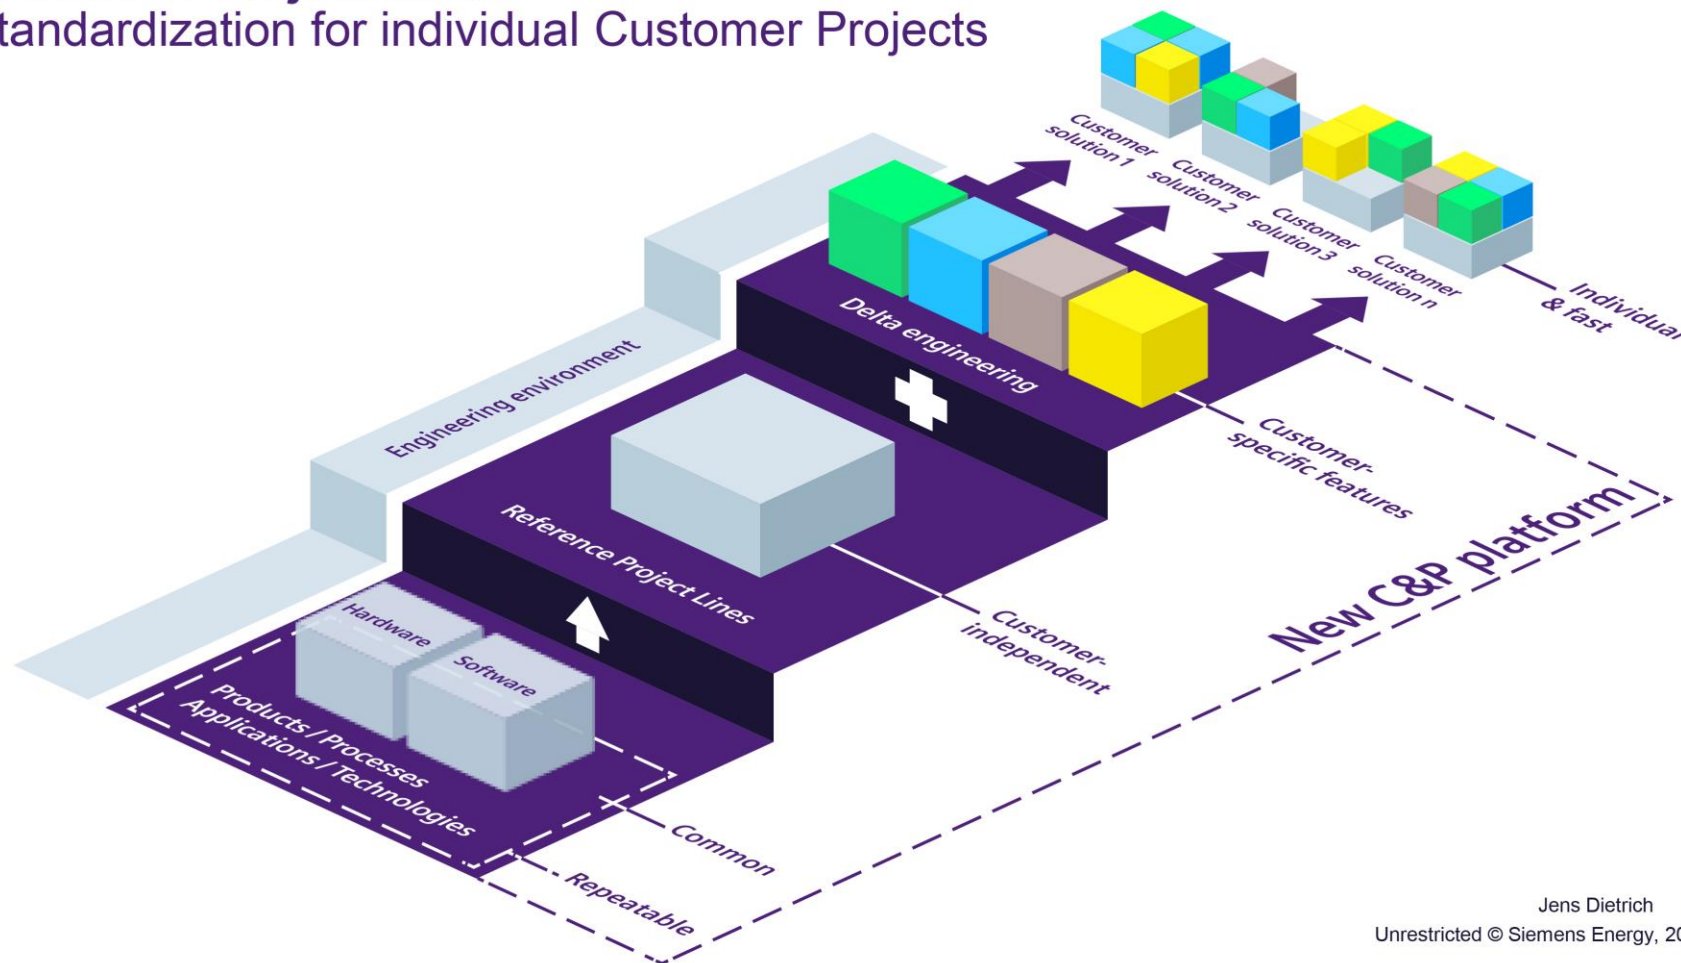 tandardization for individual Customer Projects
Customer
solution 1
Customer
solution 2
Customer
solution 3
Customer
solution n
Individual
& fast
Engineering environment
Delta engineering
Customer-
specific features
Reference Project Lines
New C&P platform
Customer-
independent
Hardware
Software
Products / Processes
Applications / Technologies
Common
Repeatable
Jens Dietrich
Unrestricted © Siemens Energy, 20